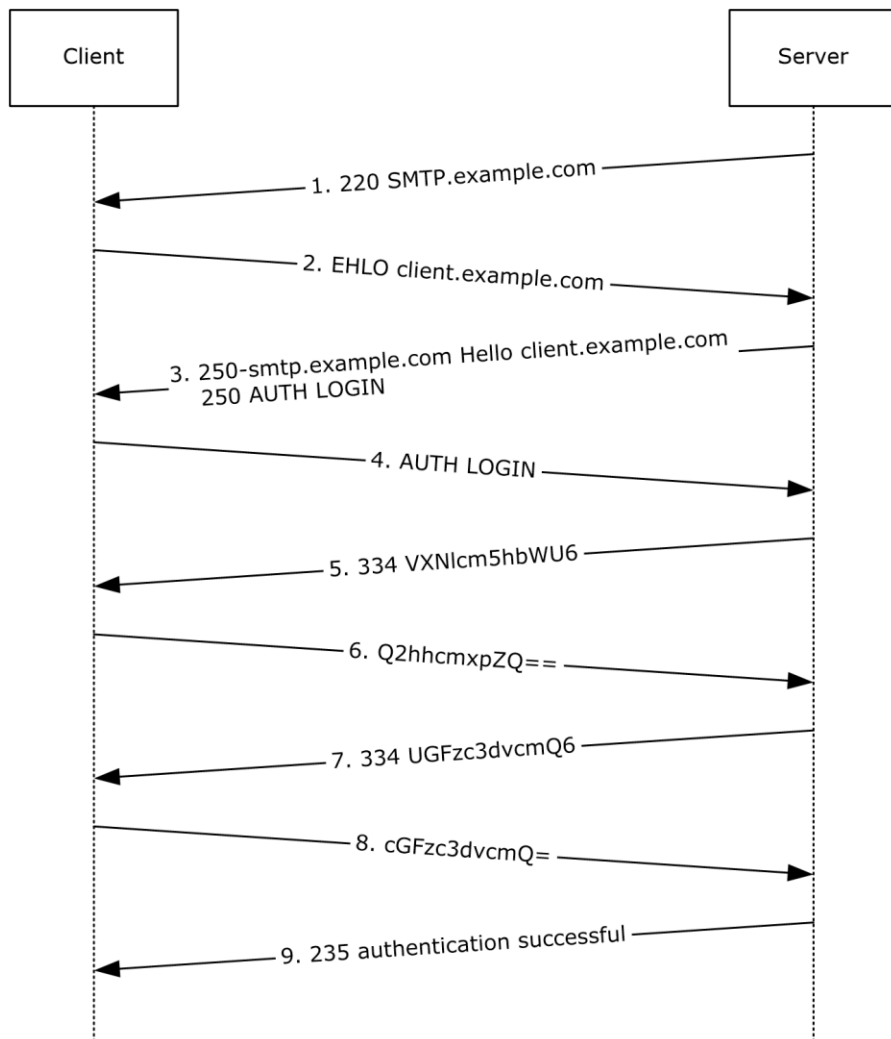 Client
Server
1. 220 SMTP.example.com
2. EHLO client.example.com
3. 250-smtp.example.com Hello client.example.com
250 AUTH LOGIN
4. AUTH LOGIN
5. 334 VXNlcm5hbWU6
6. Q2hhcmxpZQ==
7. 334 UGFzc3dvcmQ6
8. cGFzc3dvcmQ=
9. 235 authentication successful